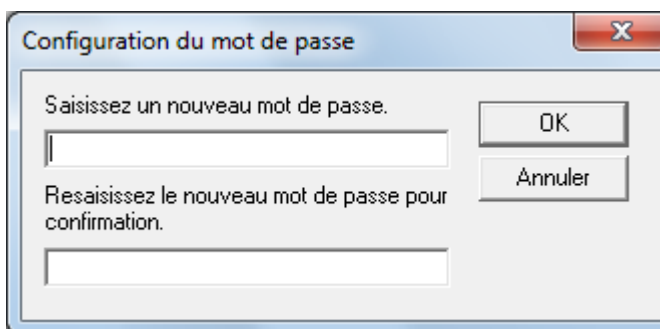 Configuration du mot de passe
Saisissez un nouveau mot de passe.
OK
Annuler
Resaisissez le nouveau mot de passe pour
confirmation.